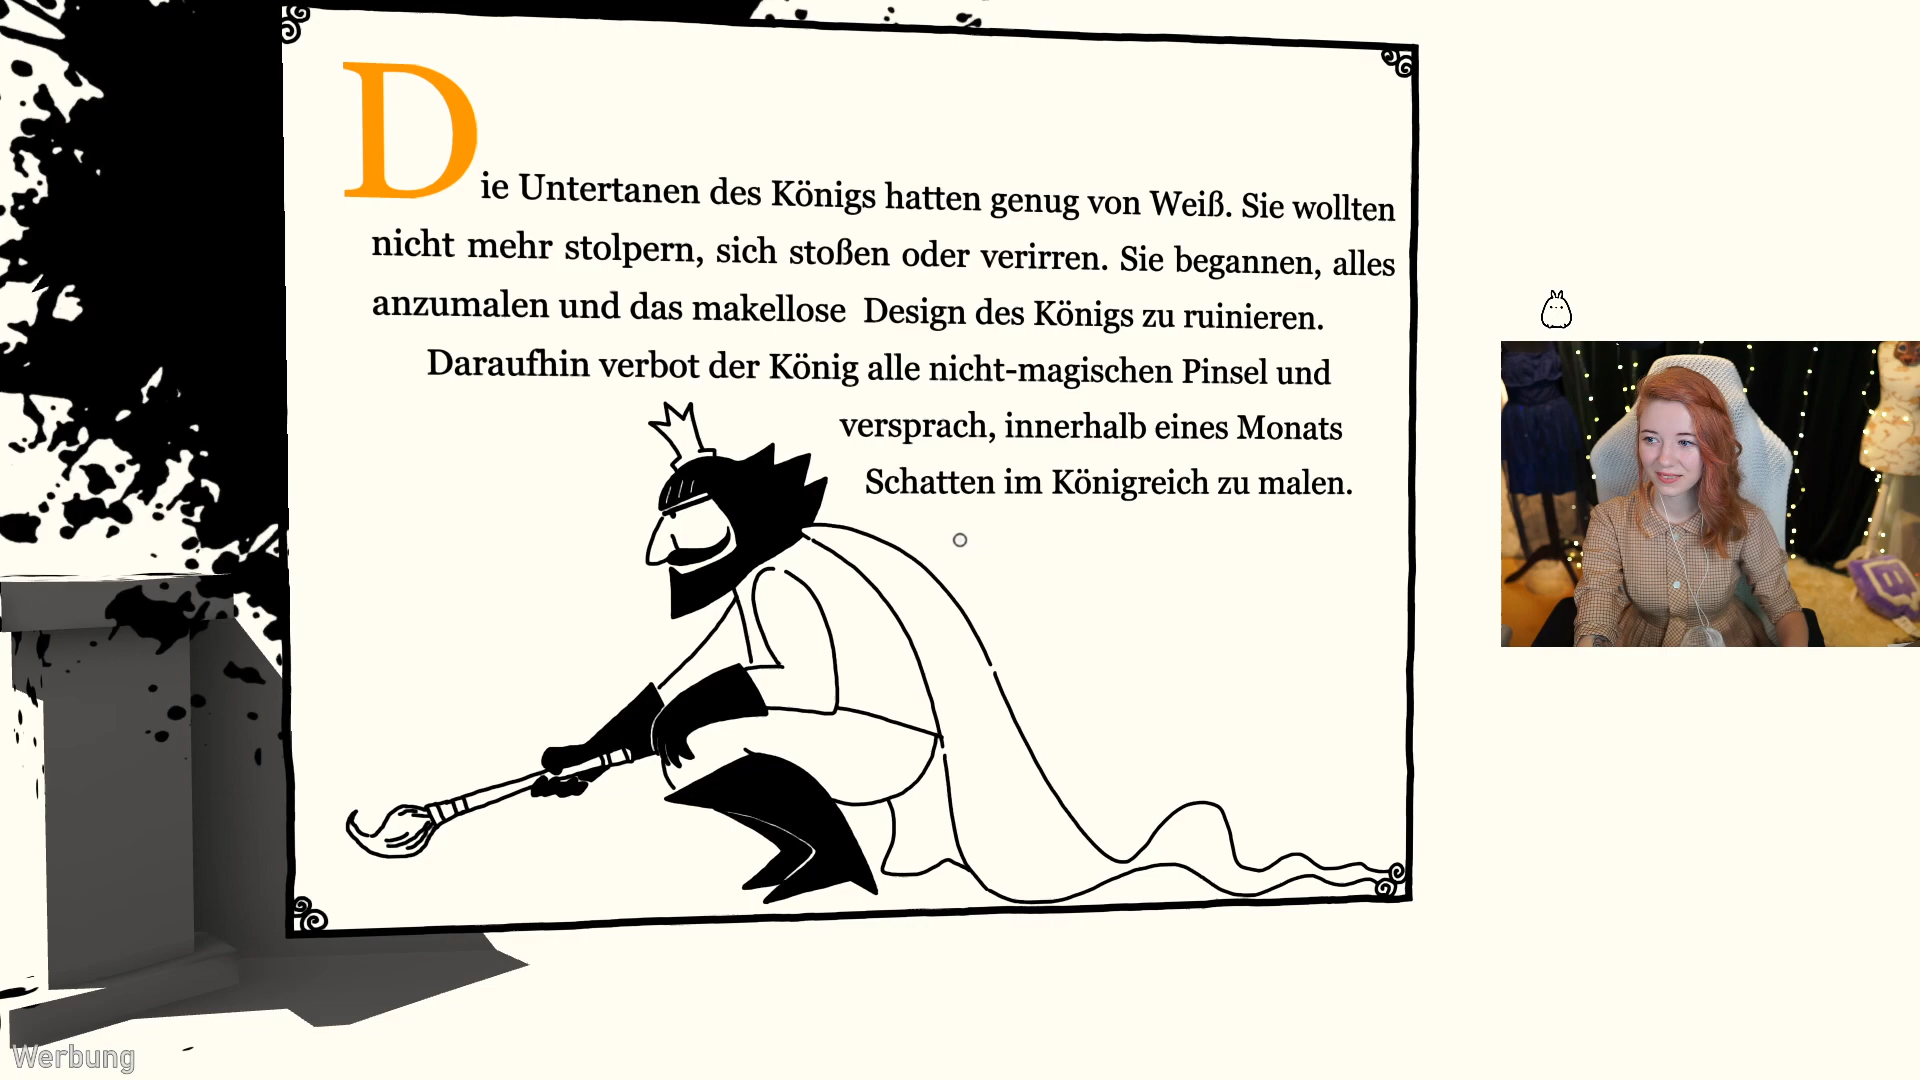 Die Untertanen des Königs hatten genug von Weiß. Sie wollten
nicht mehr stolpern, sich stoßen oder verirren. Sie begannen, alles
anzumalen und das makellose Design des Königs zu ruinieren.
Daraufhin verbot der König alle nicht-magischen Pinsel und
versprach, innerhalb eines Monats
Schatten im Königreich zu malen.
Werbung